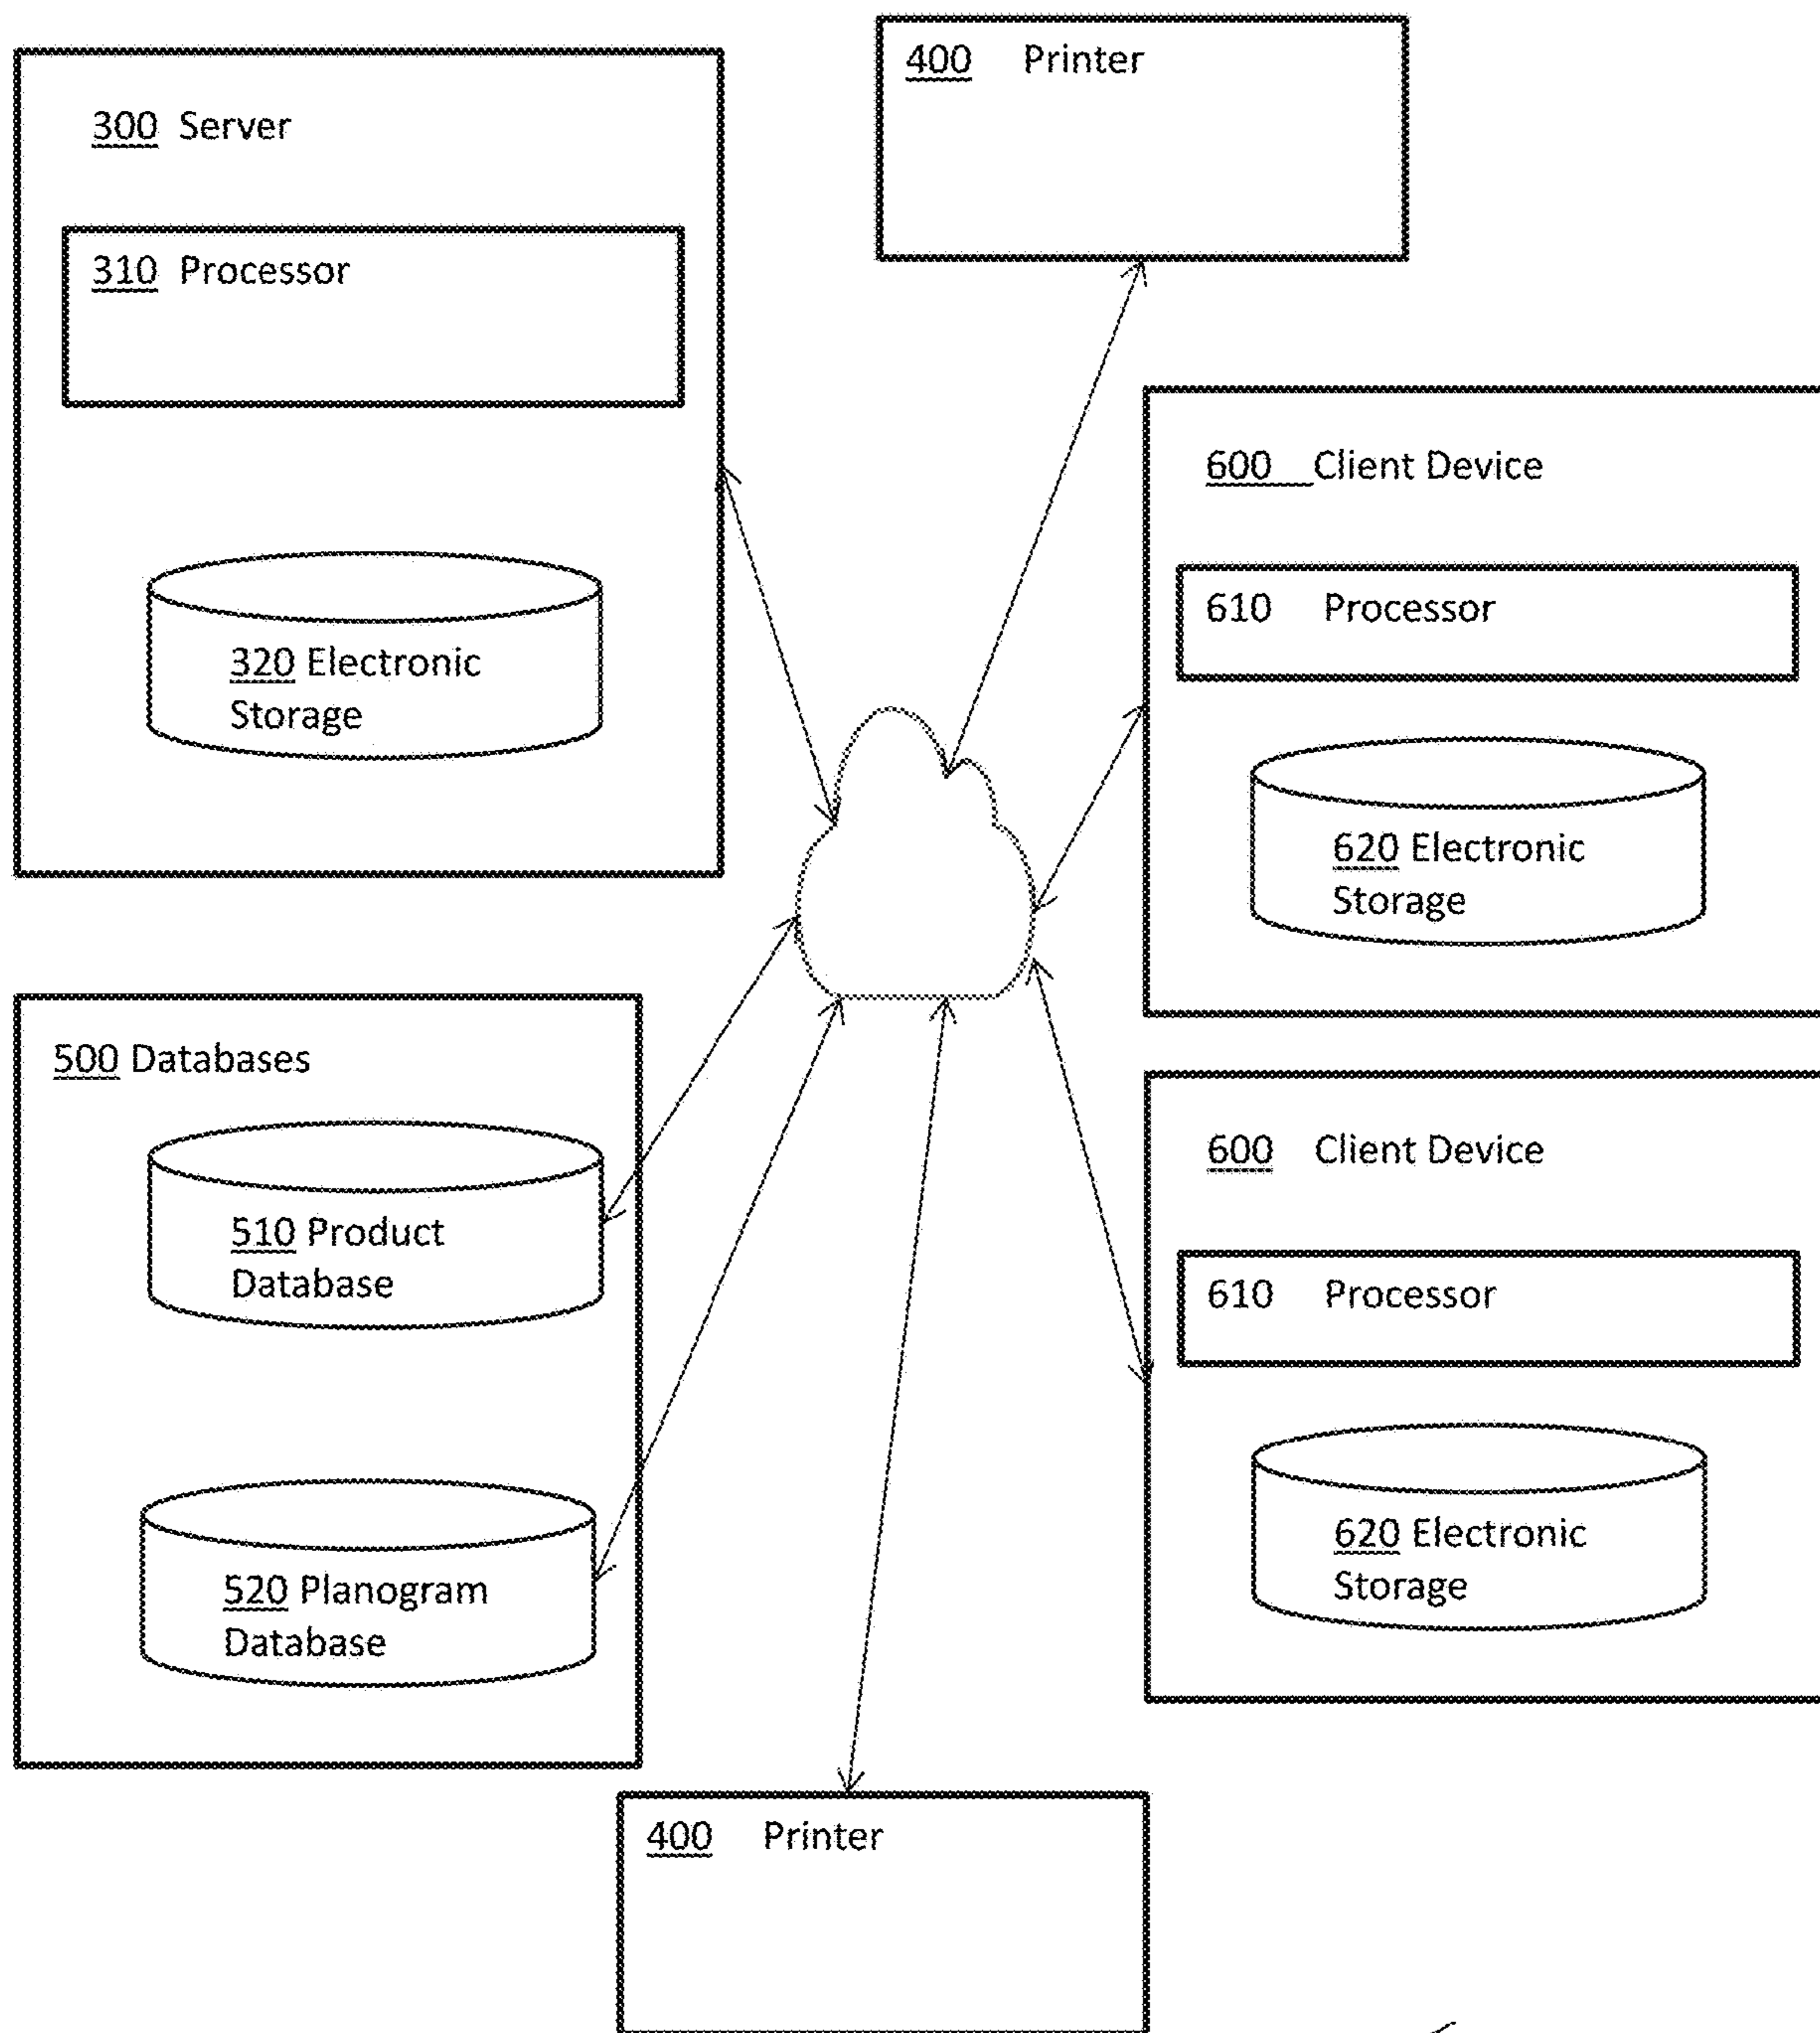 400 Printer
300 Server
310 Processor
320 Electronic
Storage
600 Client Device
610 Processor
620 Electronic
Storage
500 Databases
510 Product
Database
520 Planogram
Database
600 Client Device
610 Processor
620 Electronic
Storage
400 Printer